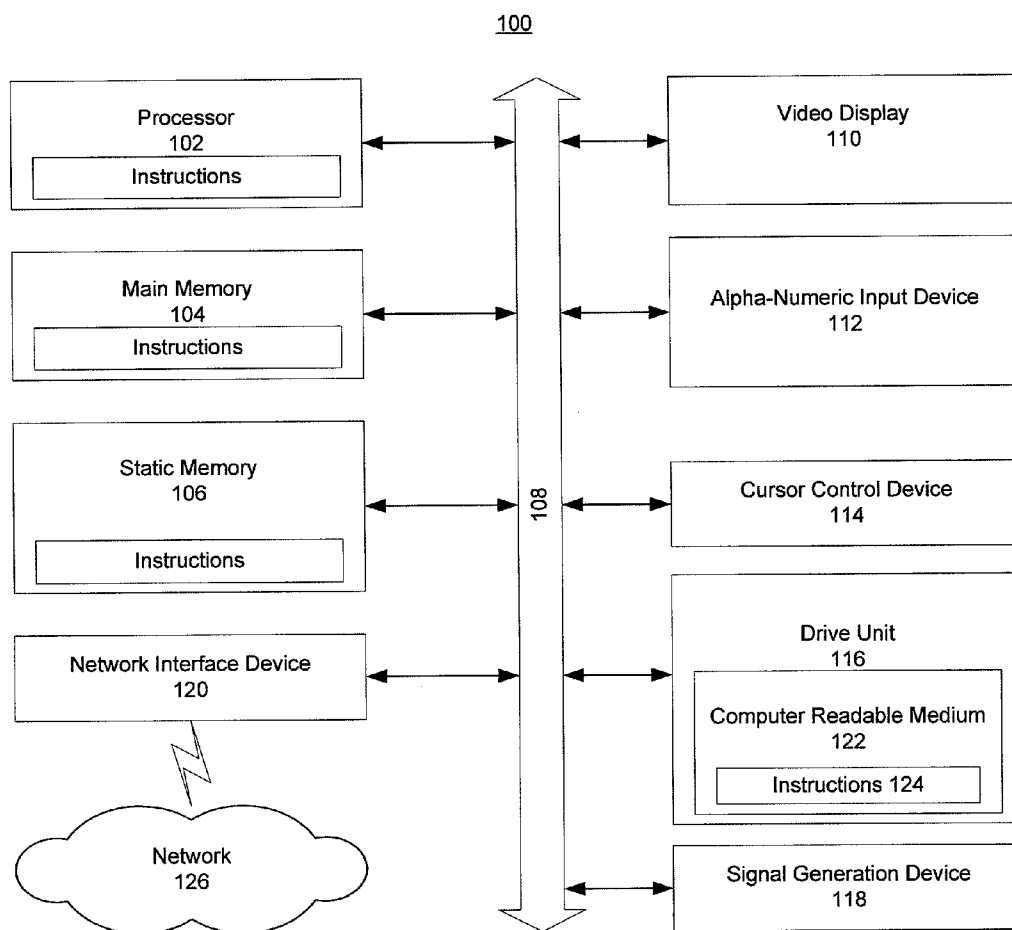 100
Processor
102
Instructions
Main Memory
104
Instructions
Static Memory
106
Instructions
Network Interface Device
120
Network
126
108
Video Display
110
Alpha-Numeric Input Device
112
Cursor Control Device
114
Drive Unit
116
Computer Readable Medium
122
Instructions 124
Signal Generation Device
118